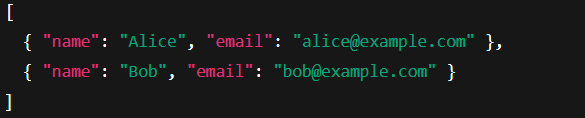 [
  { "name": "Alice", "email": "alice@example.com" },
  { "name": "Bob", "email": "bob@example.com" }
]